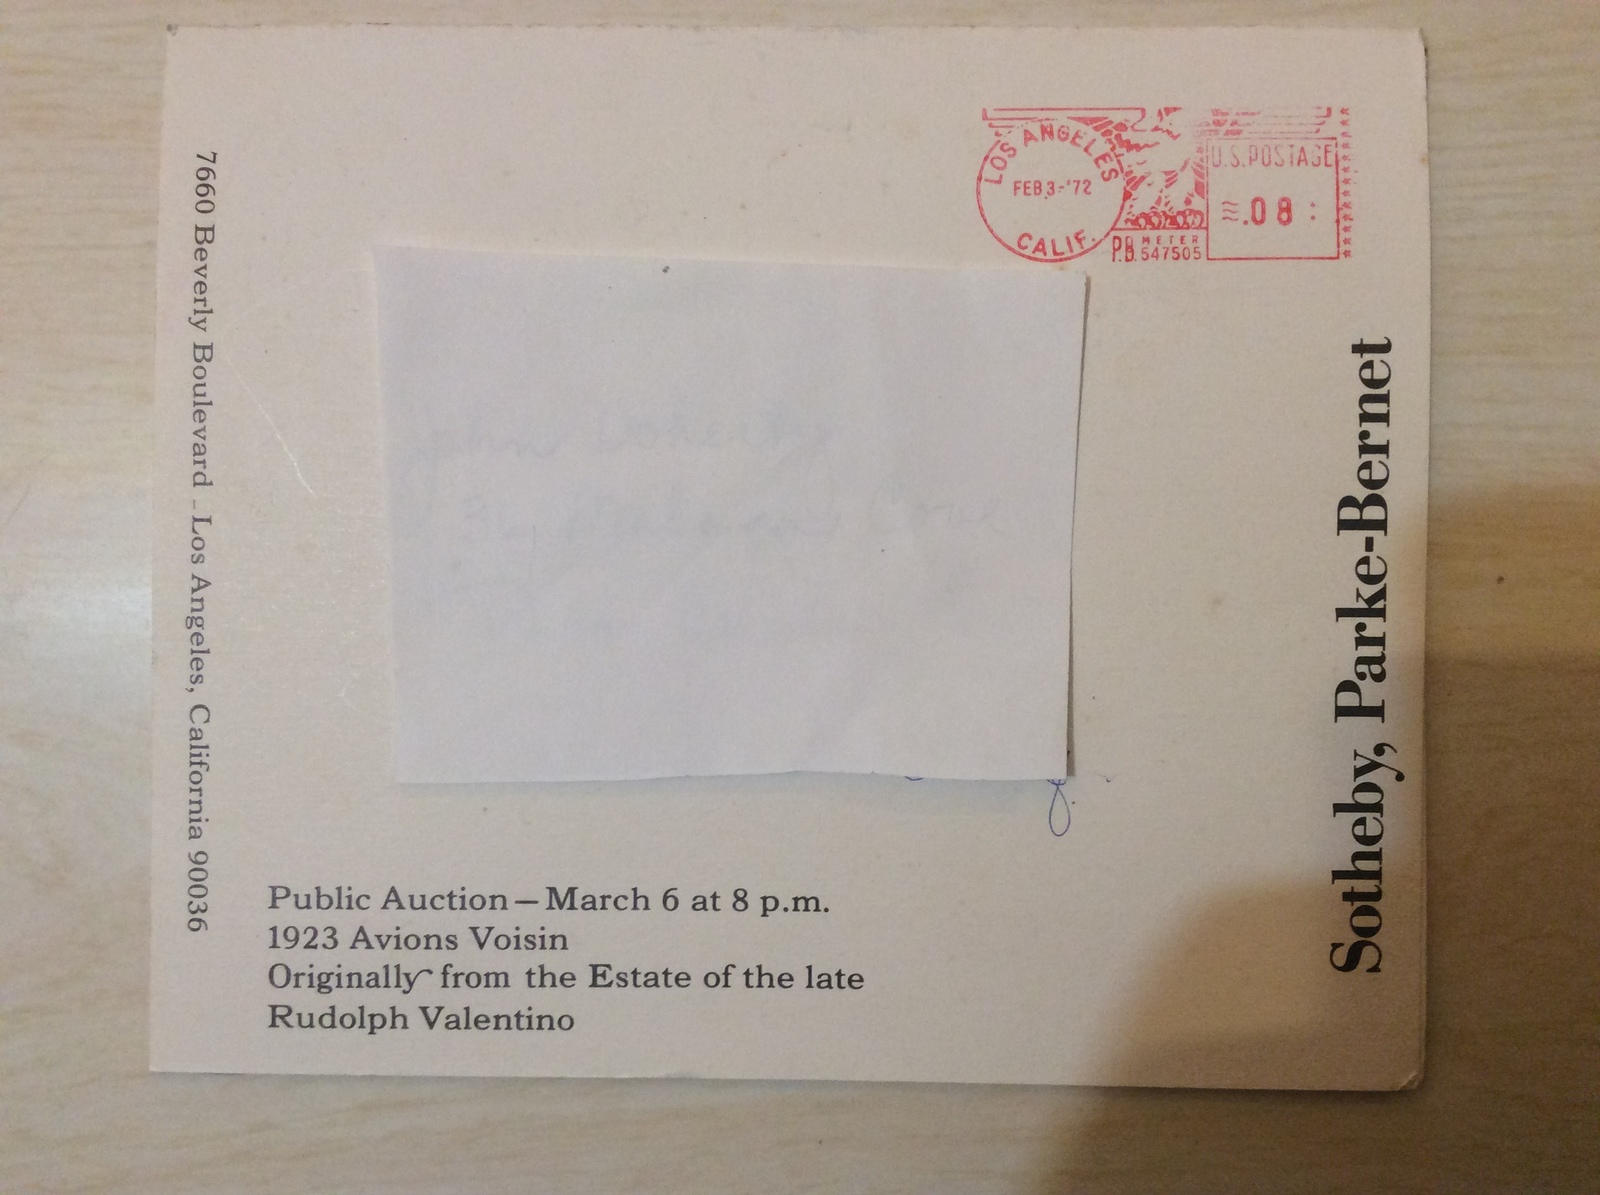 LOS ANGELES
FEB 3-'72
CALIF.
P.B. METER
547505
U.S. POSTAGE
.08
7660 Beverly Boulevard Los Angeles, California 90036
Sotheby, Parke-Bernet
Public Auction — March 6 at 8 p.m.
1923 Avions Voisin
Originally from the Estate of the late
Rudolph Valentino